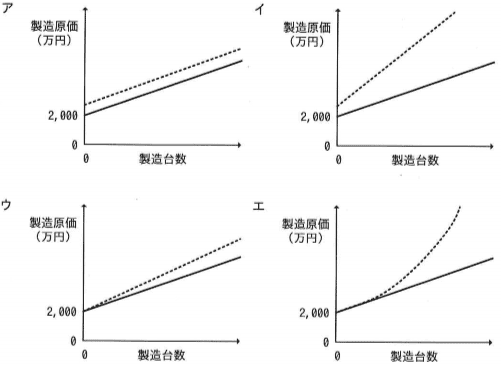 ア
製造原価
(万円)
2,000
0
0
製造台数
イ
製造原価
(万円)
2,000
0
0
製造台数
ウ
製造原価
(万円)
2,000
0
0
製造台数
エ
製造原価
(万円)
2,000
0
0
製造台数